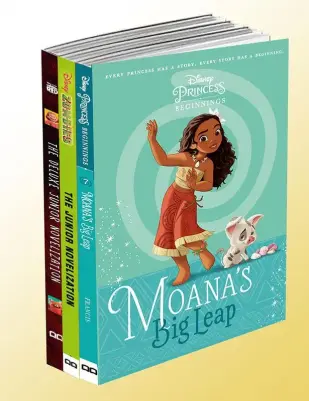 EVERY PRINCESS HAS A STORY. EVERY STORY HAS A BEGINNING.
Disney
PRINCESS
BEGINNINGS
MOANA'S
Big Leap
Disney PRINCESS BEGINNINGS
MOANA'S Big Leap
FRANCIS
Disney
THE JUNIOR NOVELIZATION
THE DELUXE JUNIOR NOVELIZATION